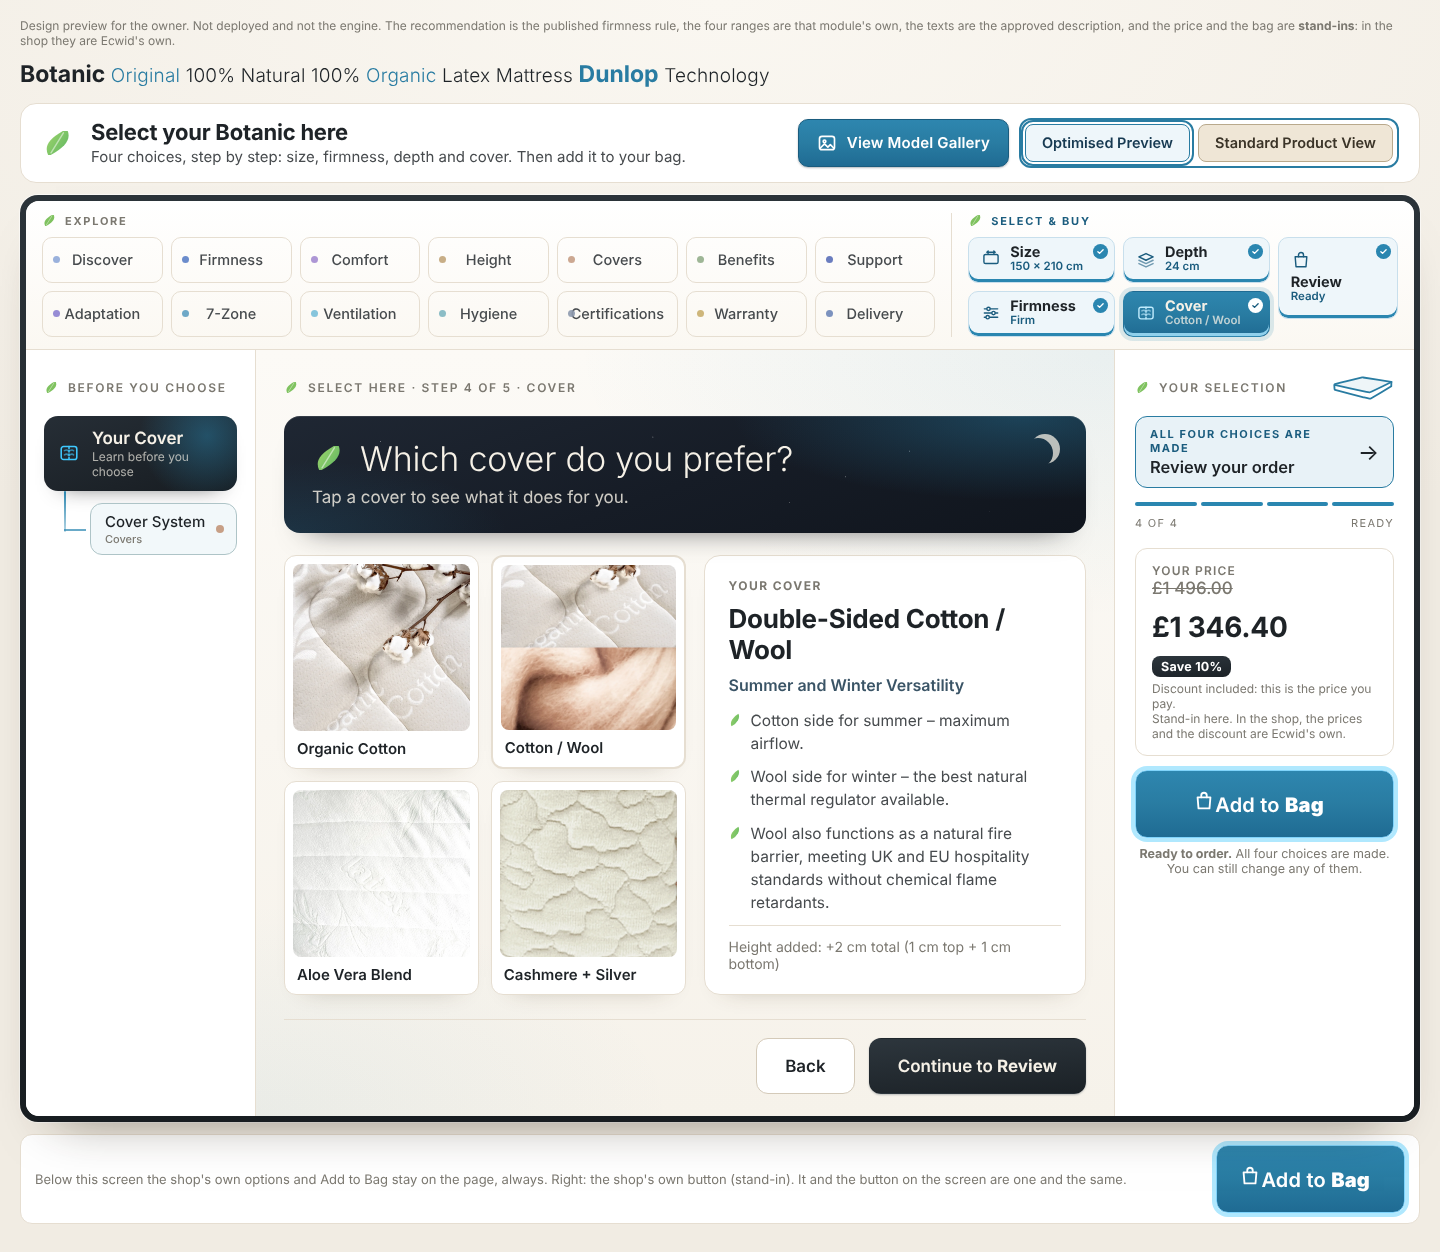 Design preview for the owner. Not deployed and not the engine. The recommendation is the published firmness rule, the four ranges are that module's own, the texts are the approved description, and the price and the bag are stand-ins: in the
shop they are Ecwid's own.
Botanic Original 100% Natural 100% Organic Latex Mattress Dunlop Technology
Select your Botanic here
Four choices, step by step: size, firmness, depth and cover. Then add it to your bag.
View Model Gallery
Optimised Preview
Standard Product View
EXPLORE
Discover
Firmness
Comfort
Height
Covers
Benefits
Support
Adaptation
7-Zone
Ventilation
Hygiene
Certifications
Warranty
Delivery
SELECT & BUY
Size
150 × 210 cm
Depth
24 cm
Review
Ready
Firmness
Firm
Cover
Cotton / Wool
BEFORE YOU CHOOSE
Your Cover
Learn before you
choose
Cover System
Covers
SELECT HERE · STEP 4 OF 5 · COVER
Which cover do you prefer?
Tap a cover to see what it does for you.
Organic Cotton
Cotton / Wool
Aloe Vera Blend
Cashmere + Silver
YOUR COVER
Double-Sided Cotton /
Wool
Summer and Winter Versatility
Cotton side for summer – maximum
airflow.
Wool side for winter – the best natural
thermal regulator available.
Wool also functions as a natural fire
barrier, meeting UK and EU hospitality
standards without chemical flame
retardants.
Height added: +2 cm total (1 cm top + 1 cm
bottom)
Back
Continue to Review
YOUR SELECTION
ALL FOUR CHOICES ARE
MADE
Review your order
4 OF 4
READY
YOUR PRICE
£1 496.00
£1 346.40
Save 10%
Discount included: this is the price you
pay.
Stand-in here. In the shop, the prices
and the discount are Ecwid's own.
Add to Bag
Ready to order. All four choices are made.
You can still change any of them.
Below this screen the shop's own options and Add to Bag stay on the page, always. Right: the shop's own button (stand-in). It and the button on the screen are one and the same.
Add to Bag